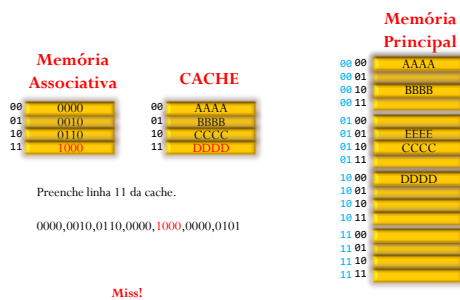 Memória
Associativa
00 0000
01 0010
10 0110
11 1000
CACHE
00 AAAA
01 BBBB
10 CCCC
11 DDDD
Preenche linha 11 da cache.
0000,0010,0110,0000,1000,0000,0101
Miss!
Memória
Principal
00 00 AAAA
00 01
00 10 BBBB
00 11
01 00
01 01 EEEE
01 10 CCCC
01 11
10 00 DDDD
10 01
10 10
10 11
11 00
11 01
11 10
11 11